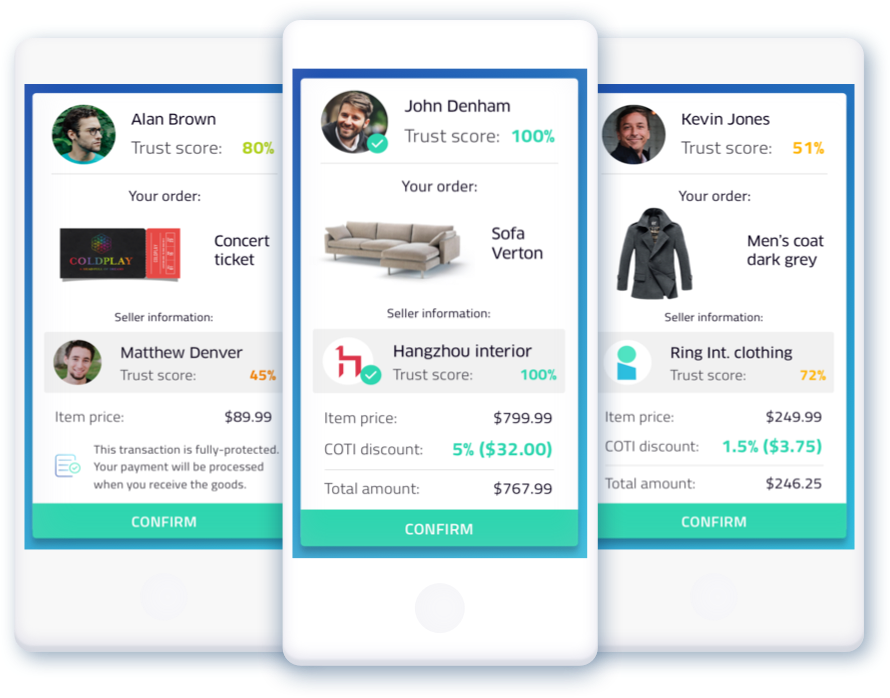 Alan Brown
Trust score: 80%
Your order:
COLDPLAY
Concert
ticket
Seller information:
Matthew Denver
Trust score: 45%
Item price: $89.99
This transaction is fully-protected.
Your payment will be processed
when you receive the goods.
CONFIRM
John Denham
Trust score: 100%
Your order:
Sofa
Verton
Seller information:
Hangzhou interior
Trust score: 100%
Item price: $799.99
COTI discount: 5% ($32.00)
Total amount: $767.99
CONFIRM
Kevin Jones
Trust score: 51%
Your order:
Men's coat
dark grey
Seller information:
Ring Int. clothing
Trust score: 72%
Item price: $249.99
COTI discount: 1.5% ($3.75)
Total amount: $246.25
CONFIRM